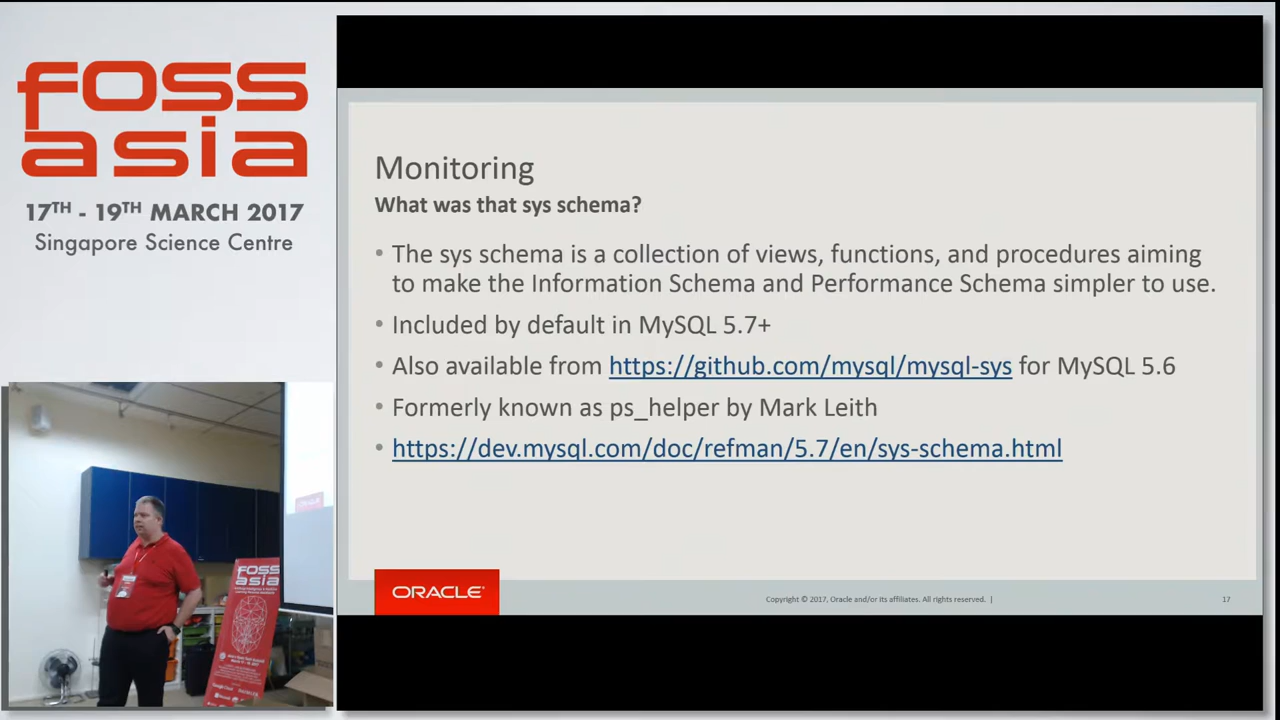 foss
asia
17TH - 19TH MARCH 2017
Singapore Science Centre
Monitoring
What was that sys schema?
• The sys schema is a collection of views, functions, and procedures aiming
to make the Information Schema and Performance Schema simpler to use.
• Included by default in MySQL 5.7+
• Also available from https://github.com/mysql/mysql-sys for MySQL 5.6
• Formerly known as ps_helper by Mark Leith
• https://dev.mysql.com/doc/refman/5.7/en/sys-schema.html
ORACLE
Copyright © 2017, Oracle and/or its affiliates. All rights reserved. |
17
ORACLE
FOSS
asia